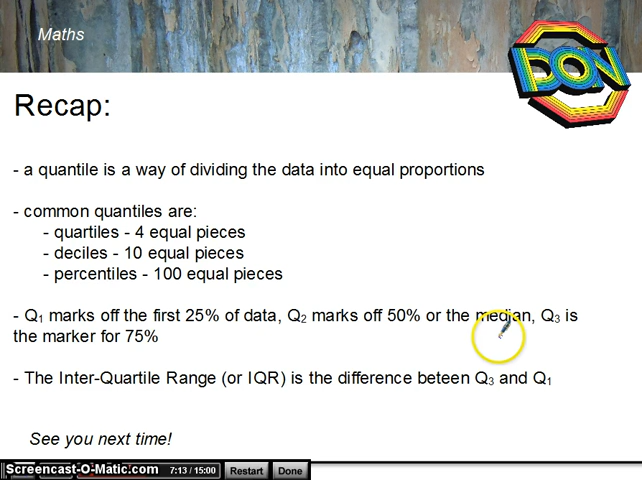 Maths
DON
Recap:
- a quantile is a way of dividing the data into equal proportions
- common quantiles are:
- quartiles - 4 equal pieces
- deciles - 10 equal pieces
- percentiles - 100 equal pieces
- Q1 marks off the first 25% of data, Q2 marks off 50% or the median, Q3 is
the marker for 75%
- The Inter-Quartile Range (or IQR) is the difference beteen Q3 and Q1
See you next time!
Screencast-O-Matic.com 7:13 / 15:00 Restart Done